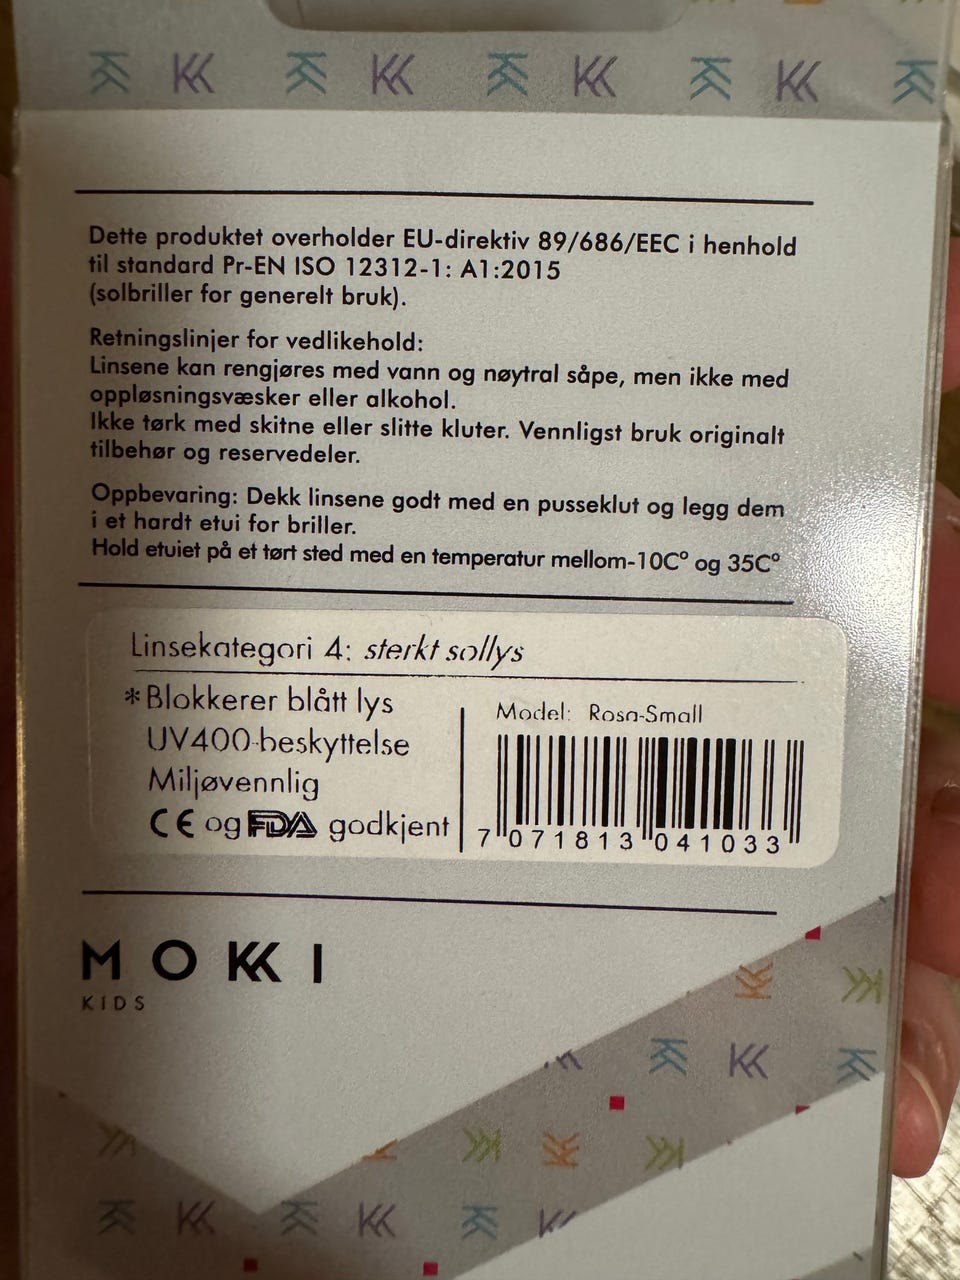 Dette produktet overholder EU-direktiv 89/686/EEC i henhold
til standard Pr-EN ISO 12312-1: A1:2015
(solbriller for generelt bruk).
Retningslinjer for vedlikehold:
Linsene kan rengjøres med vann og nøytral såpe, men ikke med
oppløsningsvæsker eller alkohol.
Ikke tørk med skitne eller slitte kluter. Vennligst bruk originalt
tilbehør og reservedeler.
Oppbevaring: Dekk linsene godt med en pusseklut og legg dem
i et hardt etui for briller.
Hold etuiet på et tørt sted med en temperatur mellom-10C° og 35C°
Linsekategori 4: sterkt sollys
*Blokkerer blått lys
UV400-beskyttelse
Miljøvennlig
CE og FDA godkjent
Model: Rosa-Small
7 071813 041033
MOKKI
KIDS